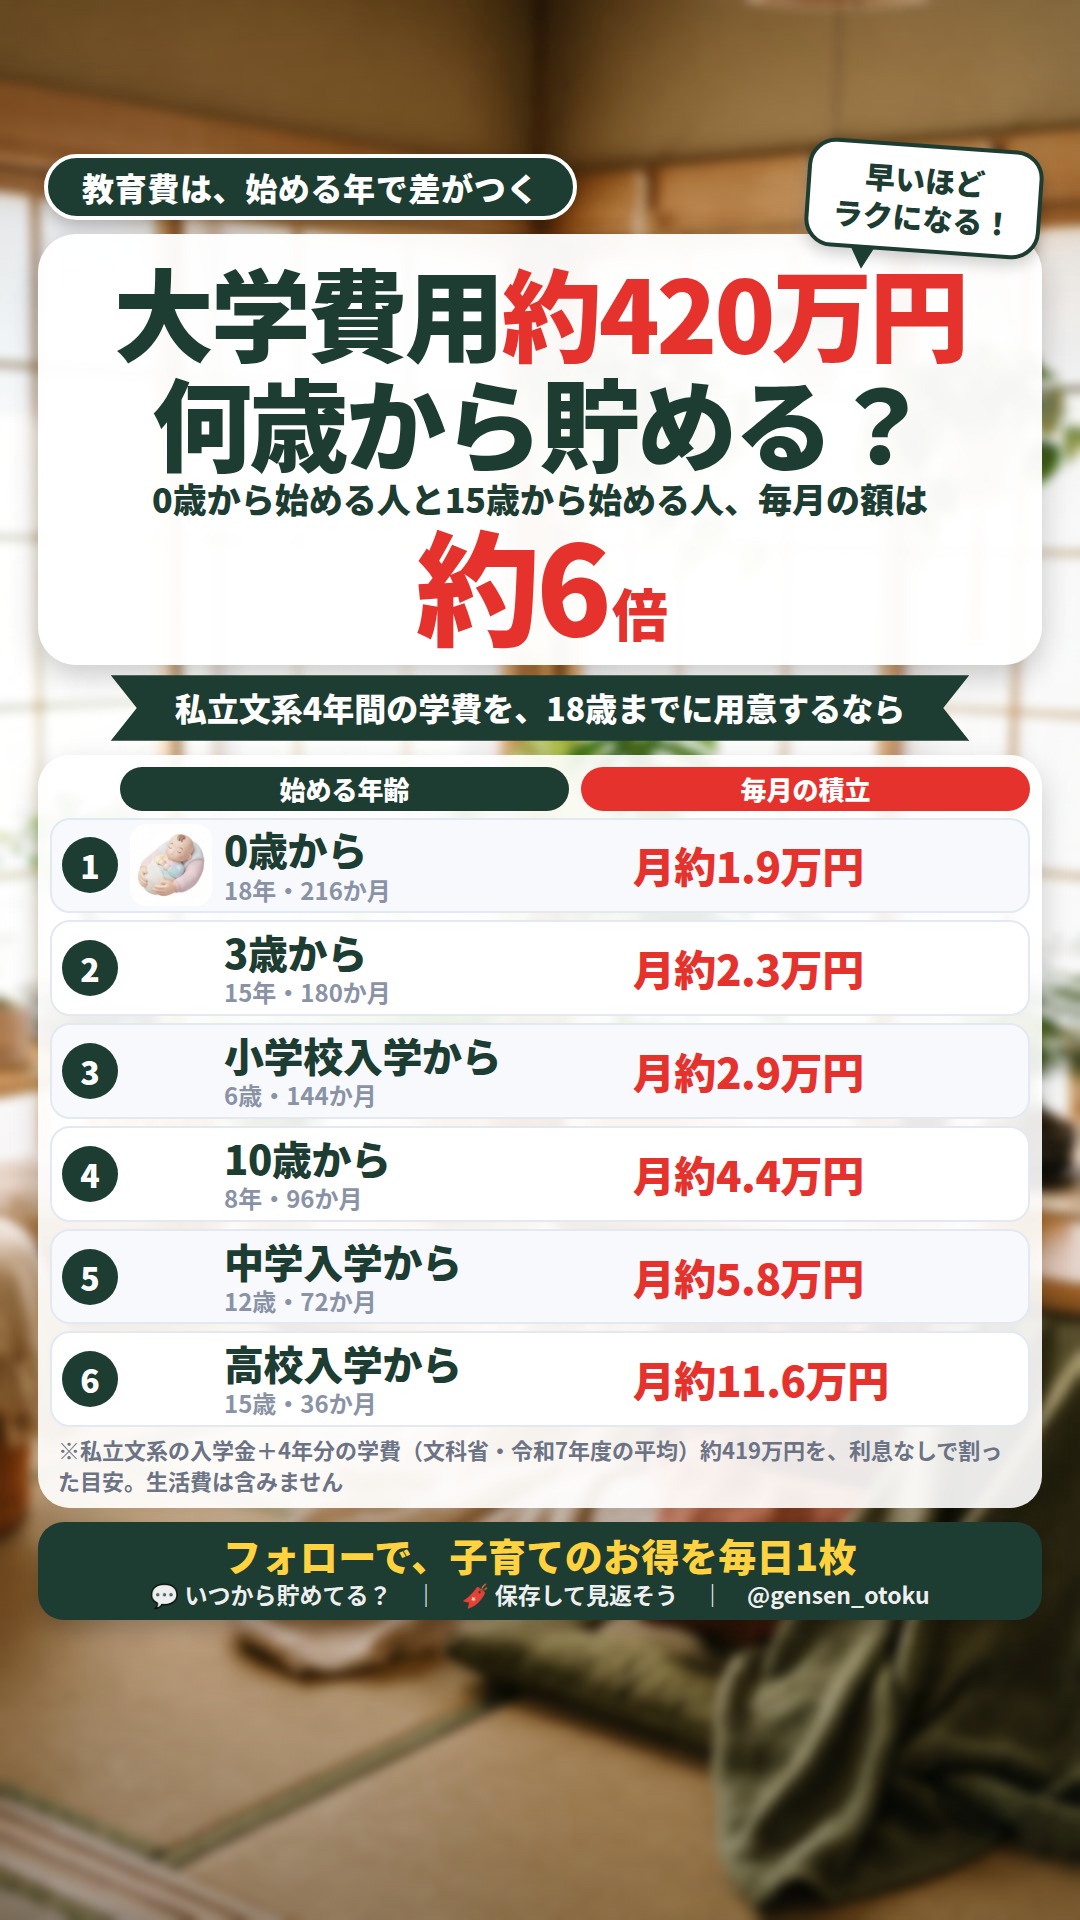 教育費は、始める年で差がつく
早いほど
ラクになる！
大学費用約420万円
何歳から貯める？
0歳から始める人と15歳から始める人、毎月の額は
約6倍
私立文系4年間の学費を、18歳までに用意するなら
始める年齢 毎月の積立
1 0歳から 月約1.9万円
18年・216か月
2 3歳から 月約2.3万円
15年・180か月
3 小学校入学から 月約2.9万円
6歳・144か月
4 10歳から 月約4.4万円
8年・96か月
5 中学入学から 月約5.8万円
12歳・72か月
6 高校入学から 月約11.6万円
15歳・36か月
※私立文系の入学金＋4年分の学費（文科省・令和7年度の平均）約419万円を、利息なしで割っ
た目安。生活費は含みません
フォローで、子育てのお得を毎日1枚
💬 いつから貯めてる？ ｜ 🔖 保存して見返そう ｜ @gensen_otoku